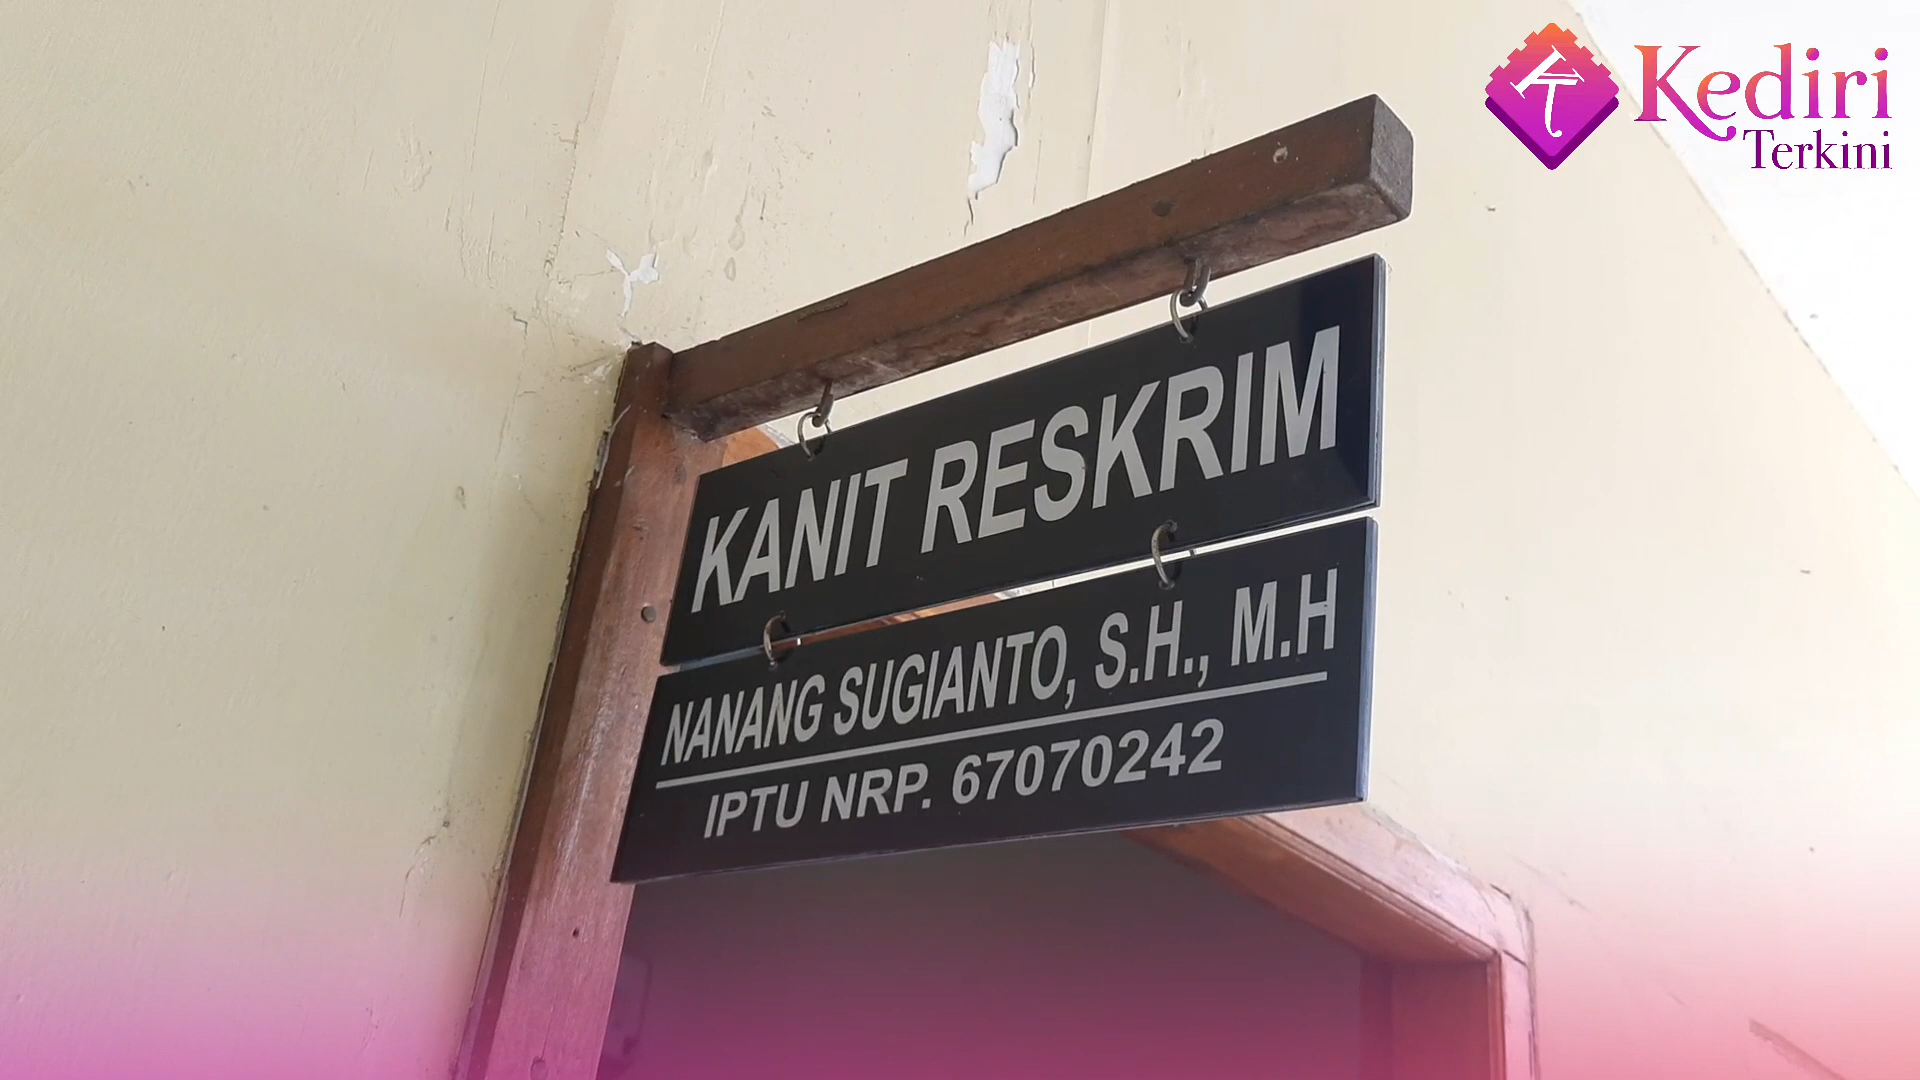 Kediri
Terkini
KANIT RESKRIM
NANANG SUGIANTO, S.H., M.H
IPTU NRP. 67070242